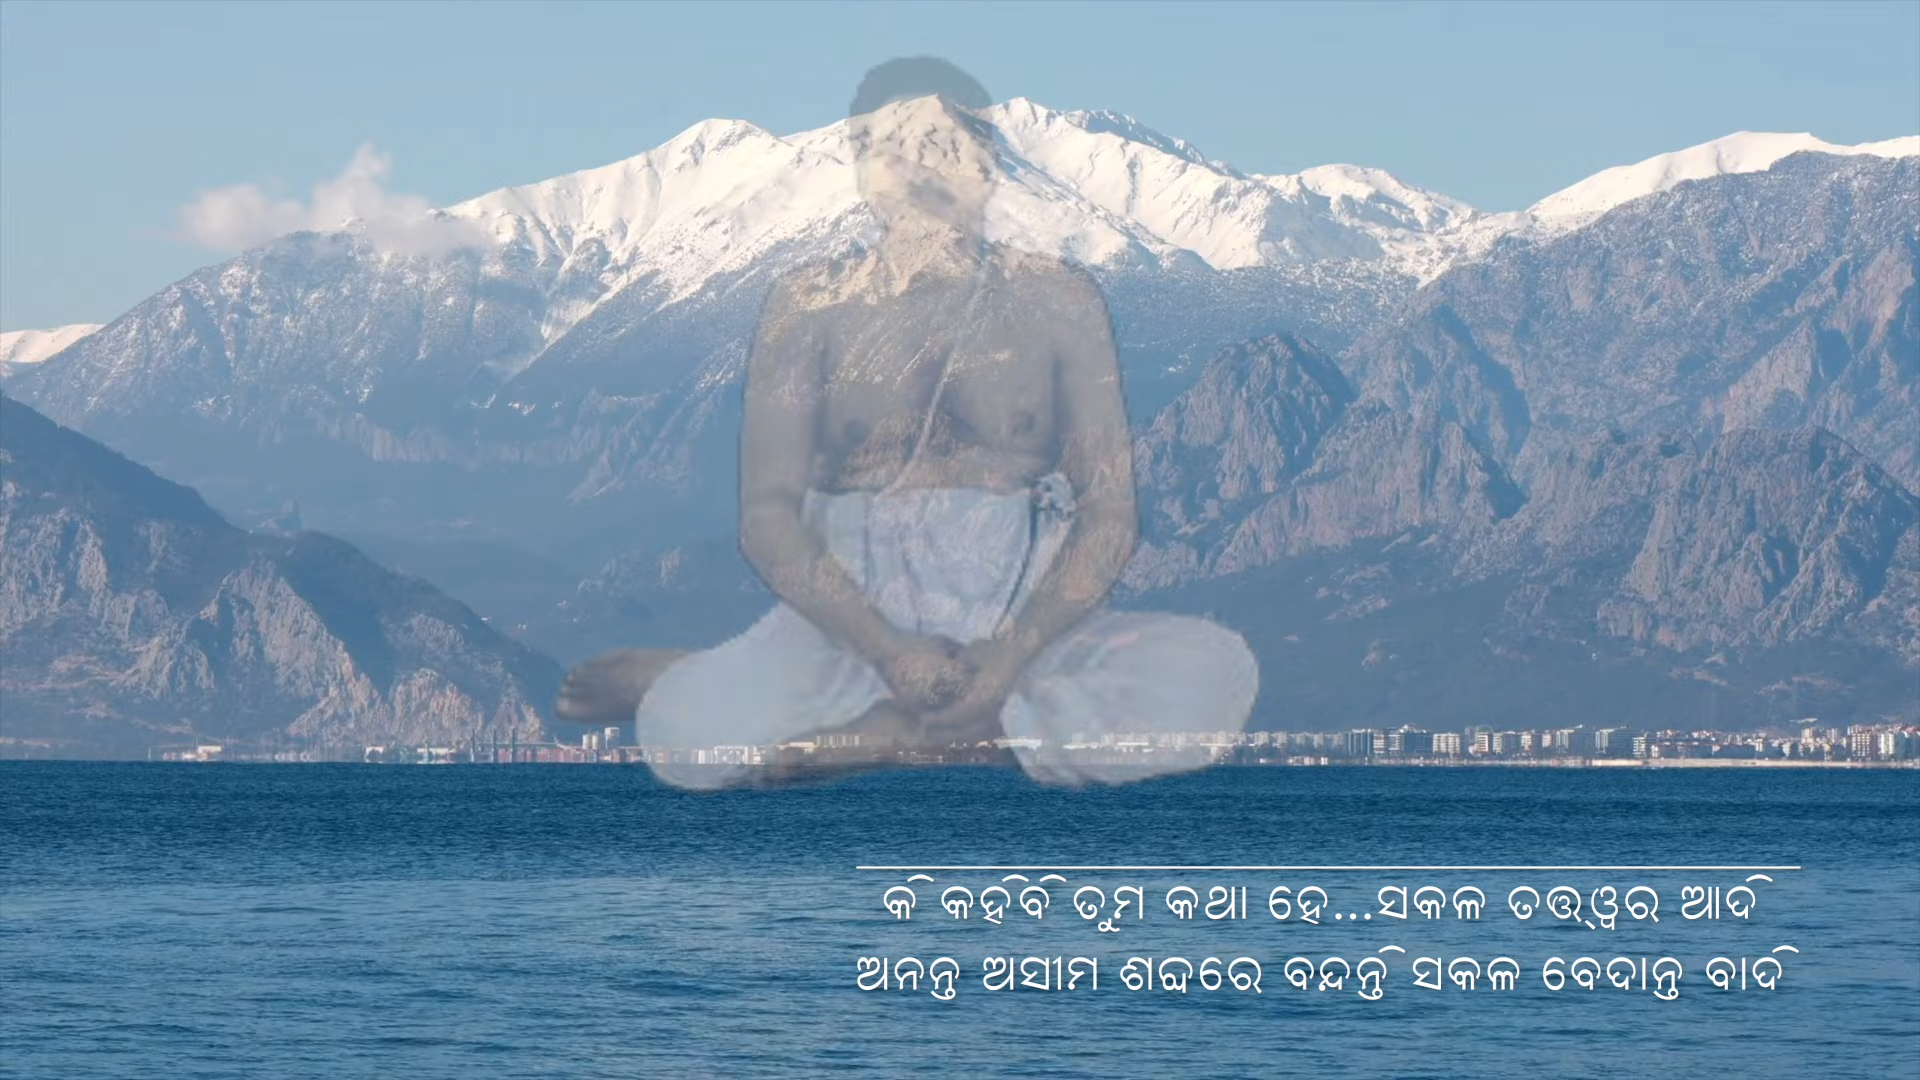 କି କହିବି ତୁମ କଥା ହେ...ସକଳ ତତ୍ତ୍ୱର ଆଦି
ଅନନ୍ତ ଅସୀମ ଶବ୍ଦରେ ବନ୍ଦନ୍ତି ସକଳ ବେଦାନ୍ତ ବାଦି